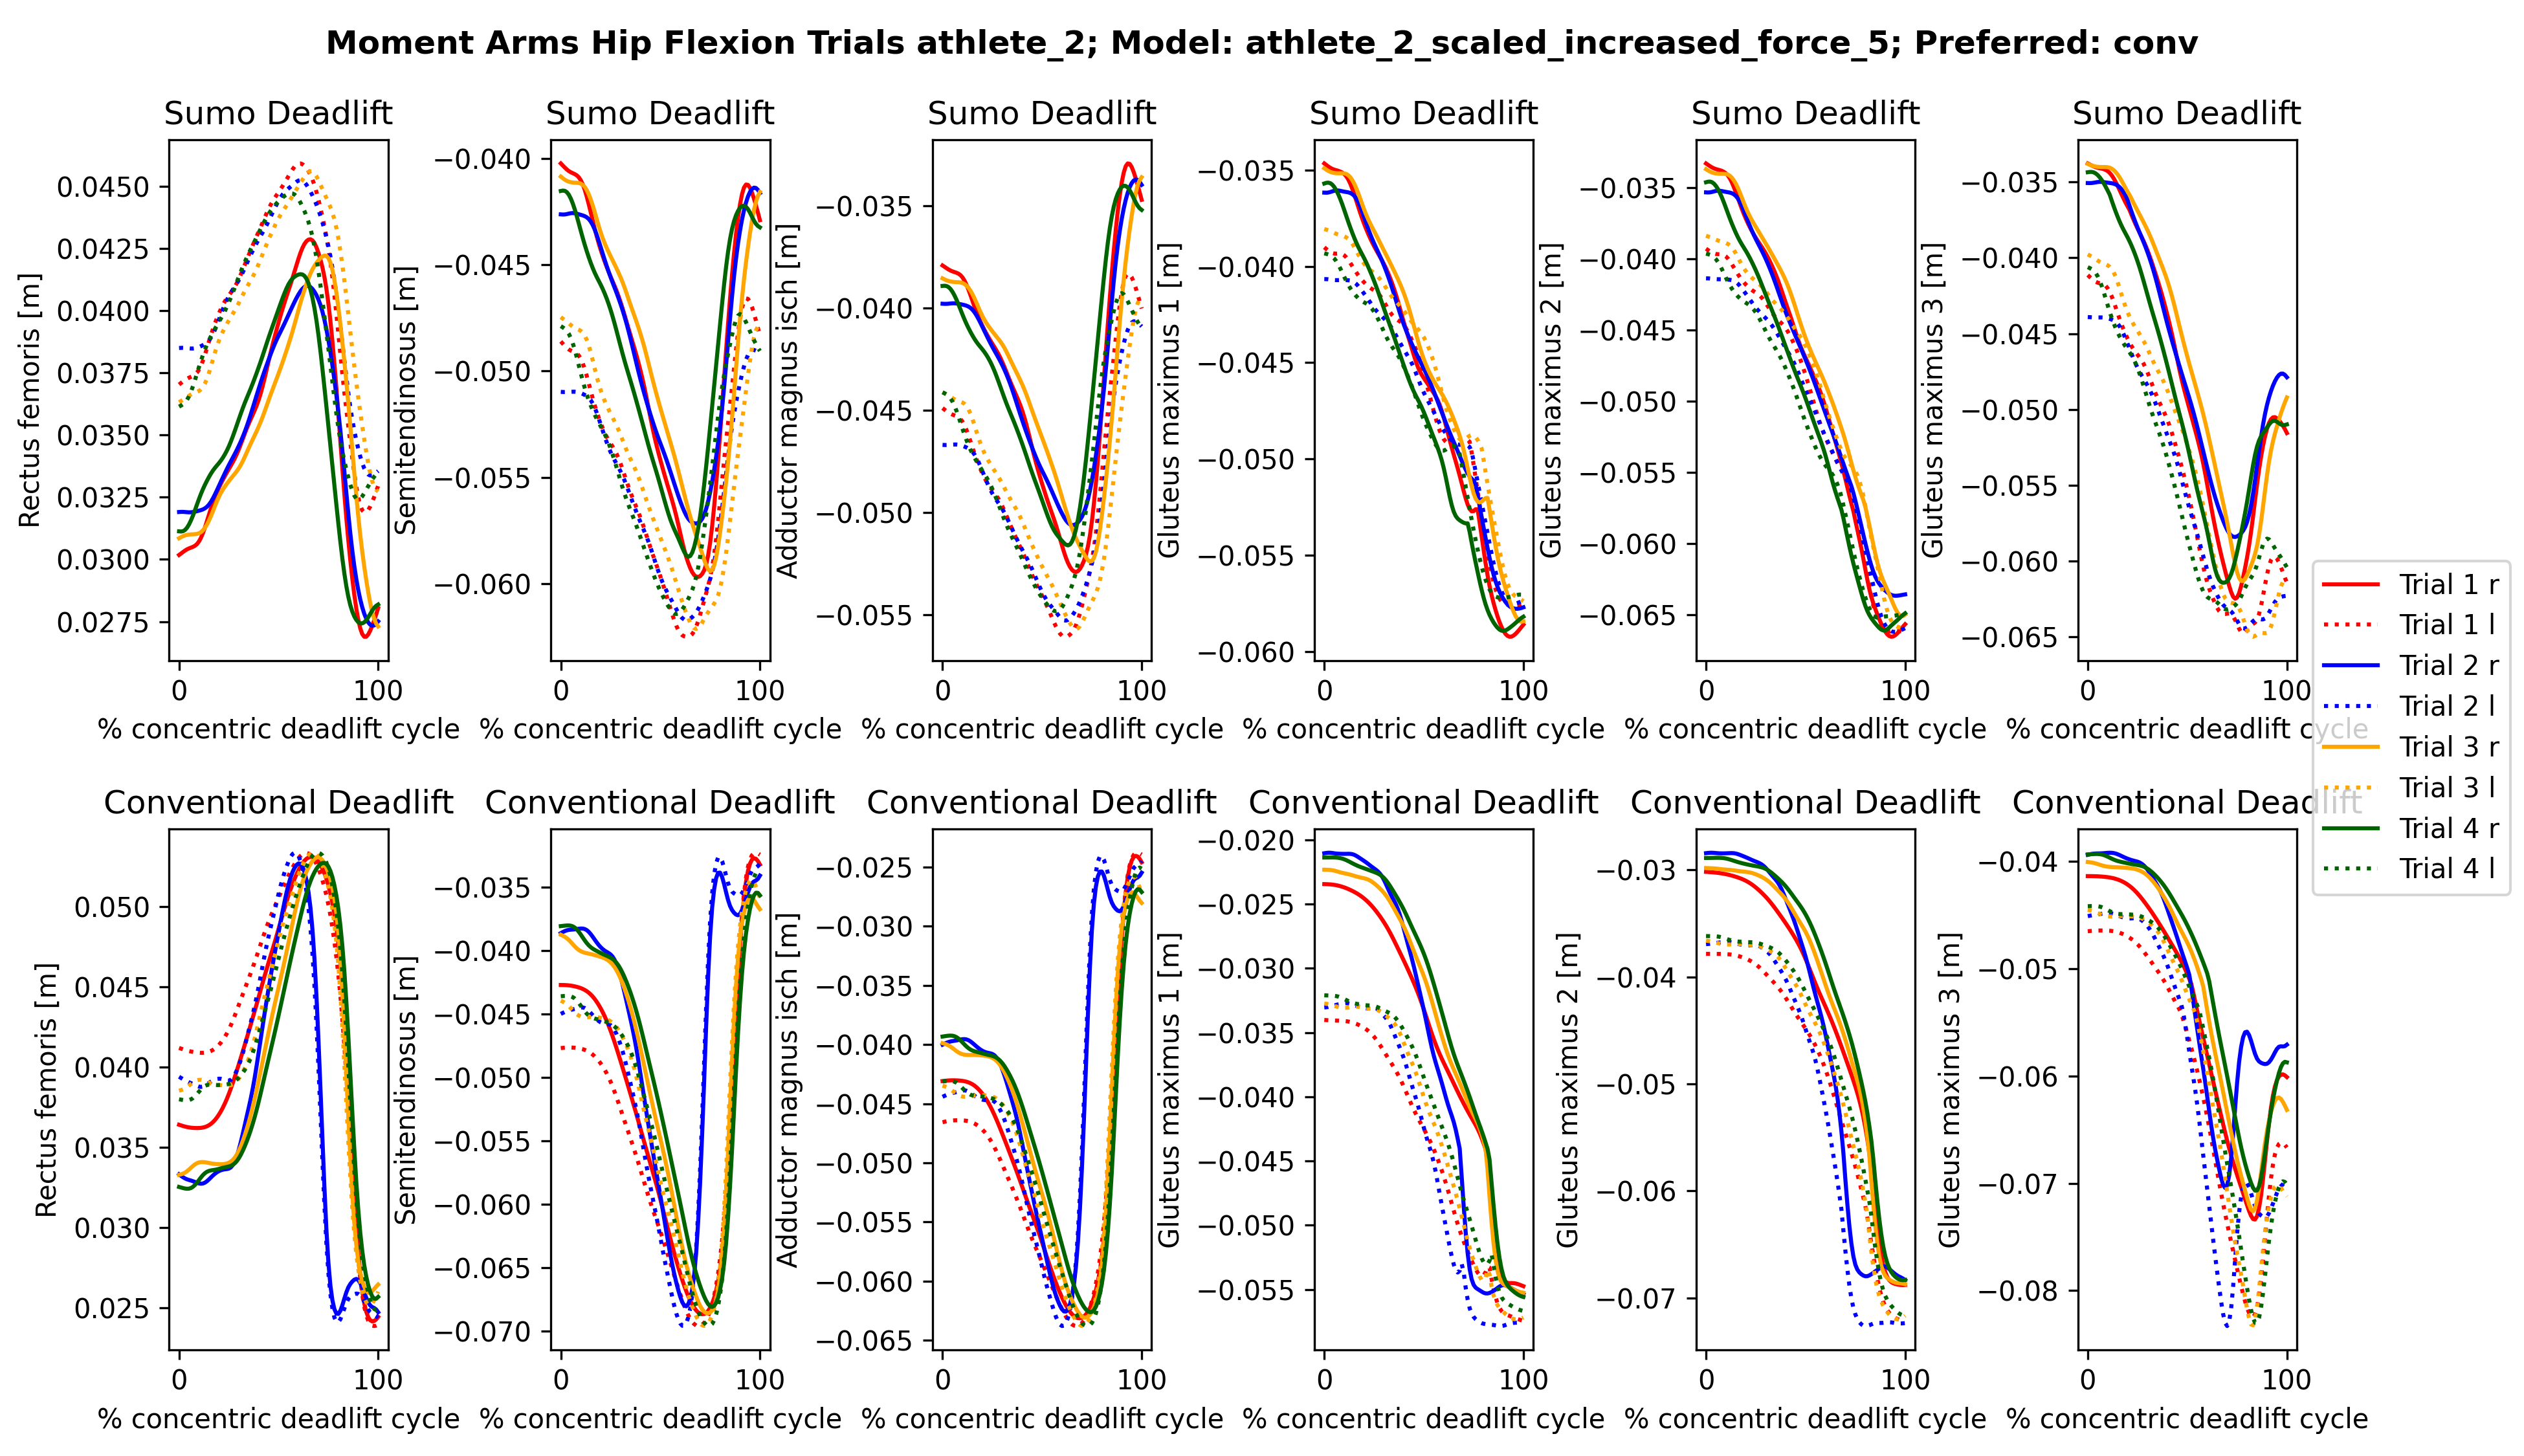 Moment Arms Hip Flexion Trials athlete_2; Model: athlete_2_scaled_increased_force_5; Preferred: conv
Sumo Deadlift
Rectus femoris [m]
0.0450
0.0425
0.0400
0.0375
0.0350
0.0325
0.0300
0.0275
0
100
% concentric deadlift cycle
Sumo Deadlift
Semitendinosus [m]
−0.040
−0.045
−0.050
−0.055
−0.060
0
100
% concentric deadlift cycle
Sumo Deadlift
Adductor magnus isch [m]
−0.035
−0.040
−0.045
−0.050
−0.055
0
100
% concentric deadlift cycle
Sumo Deadlift
Gluteus maximus 1 [m]
−0.035
−0.040
−0.045
−0.050
−0.055
−0.060
0
100
% concentric deadlift cycle
Sumo Deadlift
Gluteus maximus 2 [m]
−0.035
−0.040
−0.045
−0.050
−0.055
−0.060
−0.065
0
100
% concentric deadlift cycle
Sumo Deadlift
Gluteus maximus 3 [m]
−0.035
−0.040
−0.045
−0.050
−0.055
−0.060
−0.065
0
100
% concentric deadlift cycle
Trial 1 r
Trial 1 l
Trial 2 r
Trial 2 l
Trial 3 r
Trial 3 l
Trial 4 r
Trial 4 l
Conventional Deadlift
Rectus femoris [m]
0.050
0.045
0.040
0.035
0.030
0.025
0
100
% concentric deadlift cycle
Conventional Deadlift
Semitendinosus [m]
−0.035
−0.040
−0.045
−0.050
−0.055
−0.060
−0.065
−0.070
0
100
% concentric deadlift cycle
Conventional Deadlift
Adductor magnus isch [m]
−0.025
−0.030
−0.035
−0.040
−0.045
−0.050
−0.055
−0.060
−0.065
0
100
% concentric deadlift cycle
Conventional Deadlift
Gluteus maximus 1 [m]
−0.020
−0.025
−0.030
−0.035
−0.040
−0.045
−0.050
−0.055
0
100
% concentric deadlift cycle
Conventional Deadlift
Gluteus maximus 2 [m]
−0.03
−0.04
−0.05
−0.06
−0.07
0
100
% concentric deadlift cycle
Conventional Deadlift
Gluteus maximus 3 [m]
−0.04
−0.05
−0.06
−0.07
−0.08
0
100
% concentric deadlift cycle